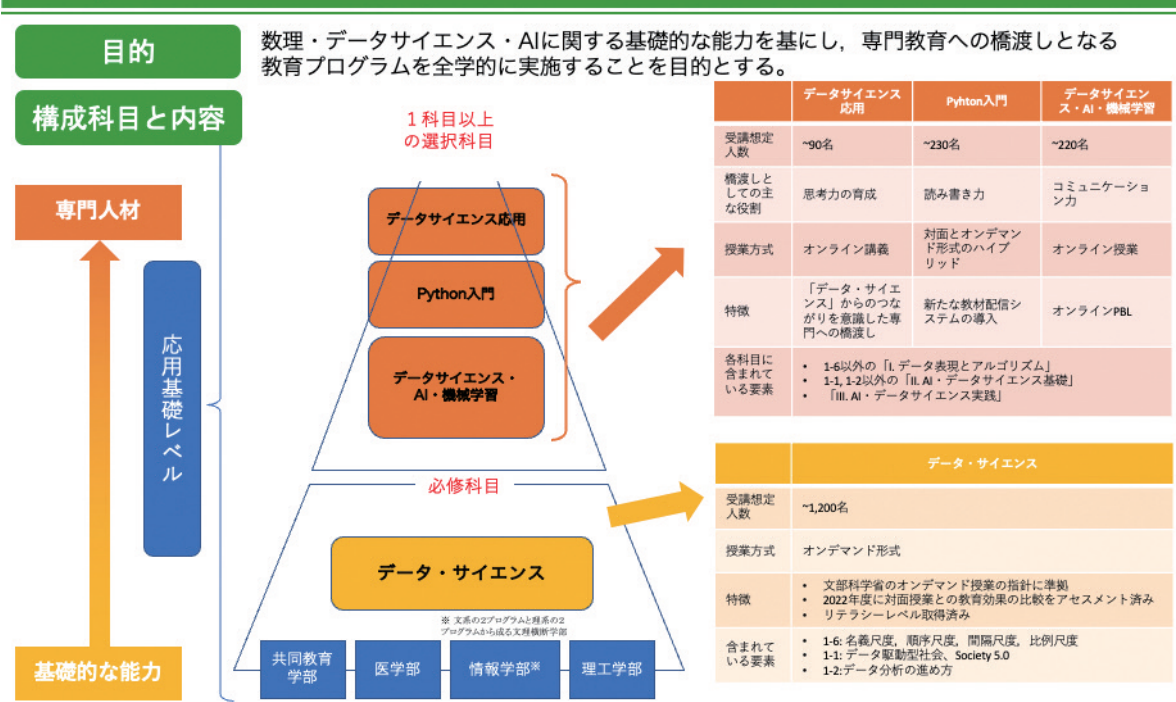 目的
数理・データサイエンス・AIに関する基礎的な能力を基にし，専門教育への橋渡しとなる
教育プログラムを全学的に実施することを目的とする。
構成科目と内容
１科目以上
の選択科目
専門人材
応用基礎レベル
基礎的な能力
データサイエンス応用
Python入門
データサイエンス・
AI・機械学習
必修科目
データ・サイエンス
※ 文系の2プログラムと理系の2
プログラムから成る文理横断学部
共同教育
学部
医学部
情報学部※
理工学部
データサイエンス
応用
Pyhton入門
データサイエン
ス・AI・機械学習
受講想定
人数
~90名
~230名
~220名
橋渡しと
しての主
な役割
思考力の育成
読み書き力
コミュニケーショ
ン力
授業方式
オンライン講義
対面とオンデマン
ド形式のハイブ
リッド
オンライン授業
特徴
「データ・サイエ
ンス」からのつな
がりを意識した専
門への橋渡し
新たな教材配信シ
ステムの導入
オンラインPBL
各科目に
含まれて
いる要素
• 1-6以外の「I. データ表現とアルゴリズム」
• 1-1, 1-2以外の「II. AI・データサイエンス基礎」
• 「III. AI・データサイエンス実践」
データ・サイエンス
受講想定
人数
~1,200名
授業方式
オンデマンド形式
特徴
• 文部科学省のオンデマンド授業の指針に準拠
• 2022年度に対面授業との教育効果の比較をアセスメント済み
• リテラシーレベル取得済み
含まれて
いる要素
• 1-6: 名義尺度，順序尺度，間隔尺度，比例尺度
• 1-1: データ駆動型社会、Society 5.0
• 1-2:データ分析の進め方